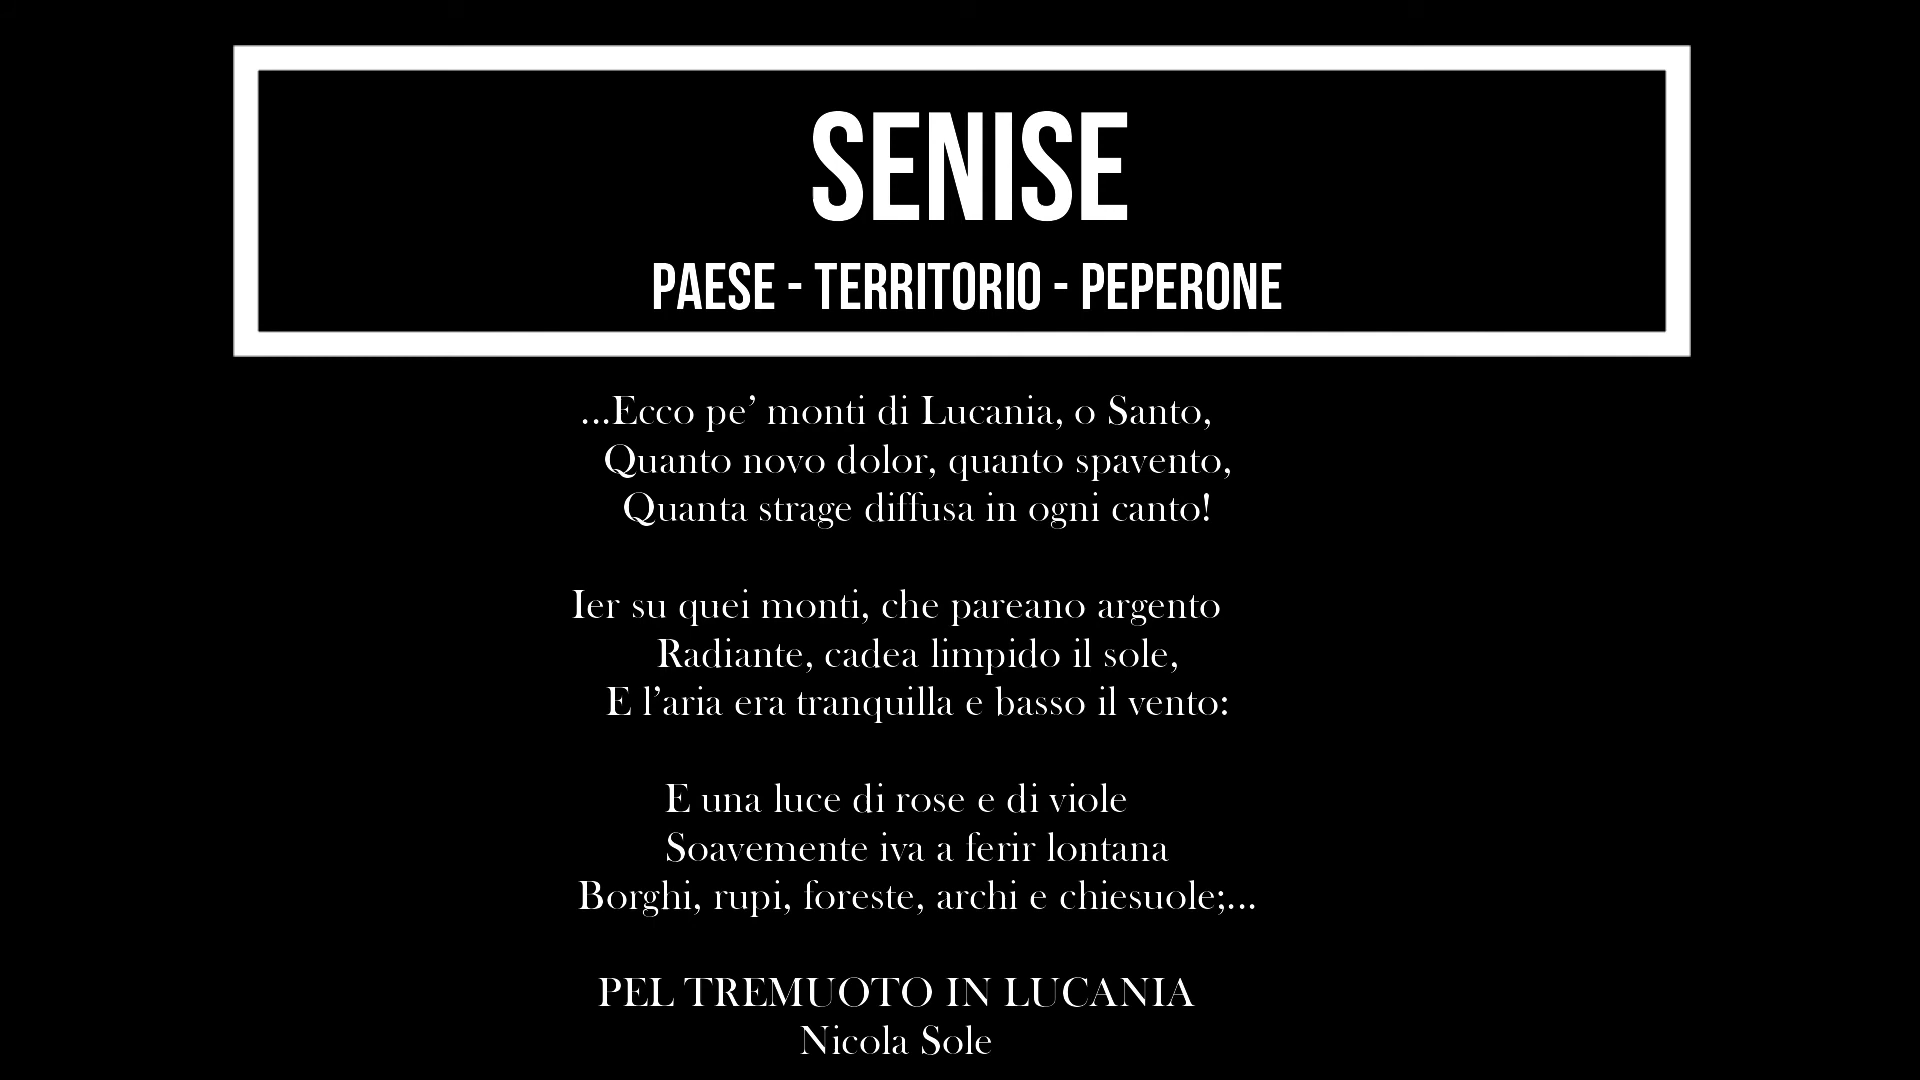 SENISE
PAESE - TERRITORIO - PEPERONE
...Ecco pe’ monti di Lucania, o Santo,
Quanto novo dolor, quanto spavento,
Quanta strage diffusa in ogni canto!
Ier su quei monti, che pareano argento
Radiante, cadea limpido il sole,
E l’aria era tranquilla e basso il vento:
E una luce di rose e di viole
Soavemente iva a ferir lontana
Borghi, rupi, foreste, archi e chiesuole;...
PEL TREMUOTO IN LUCANIA
Nicola Sole